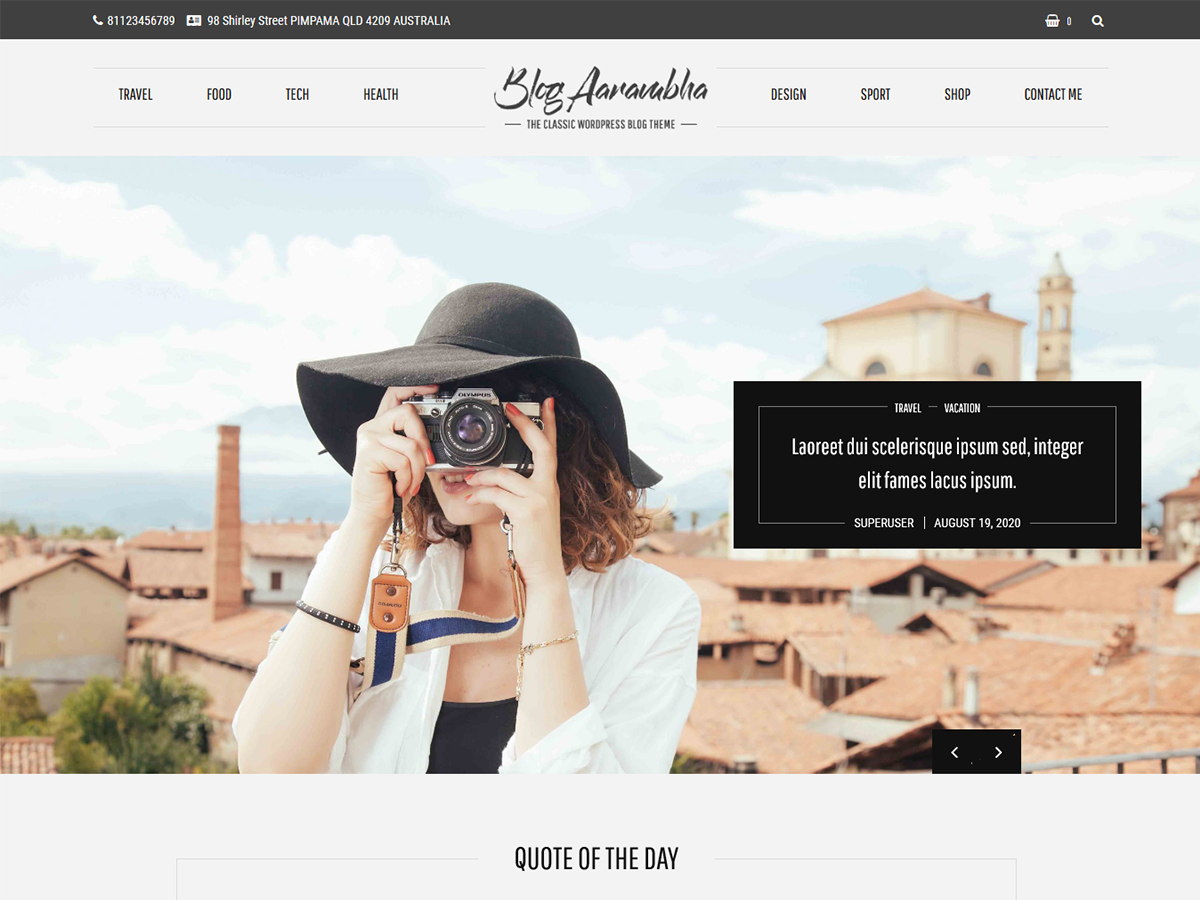 81123456789 98 Shirley Street PIMPAMA QLD 4209 AUSTRALIA 0
TRAVEL FOOD TECH HEALTH Blog Aarambha DESIGN SPORT SHOP CONTACT ME
THE CLASSIC WORDPRESS BLOG THEME
OLYMPUS
TRAVEL — VACATION
Laoreet dui scelerisque ipsum sed, integer
elit fames lacus ipsum.
SUPERUSER | AUGUST 19, 2020
QUOTE OF THE DAY